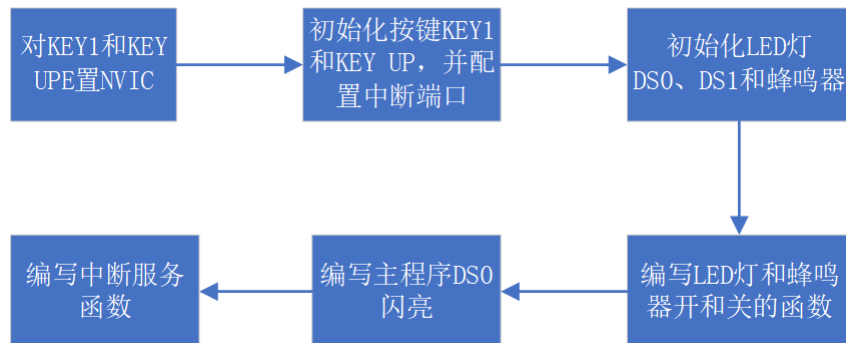 对KEY1和KEY
UPE置NVIC
初始化按键KEY1
和KEY UP，并配
置中断端口
初始化LED灯
DS0、DS1和蜂鸣器
编写LED灯和蜂鸣
器开和关的函数
编写主程序DS0
闪亮
编写中断服务
函数